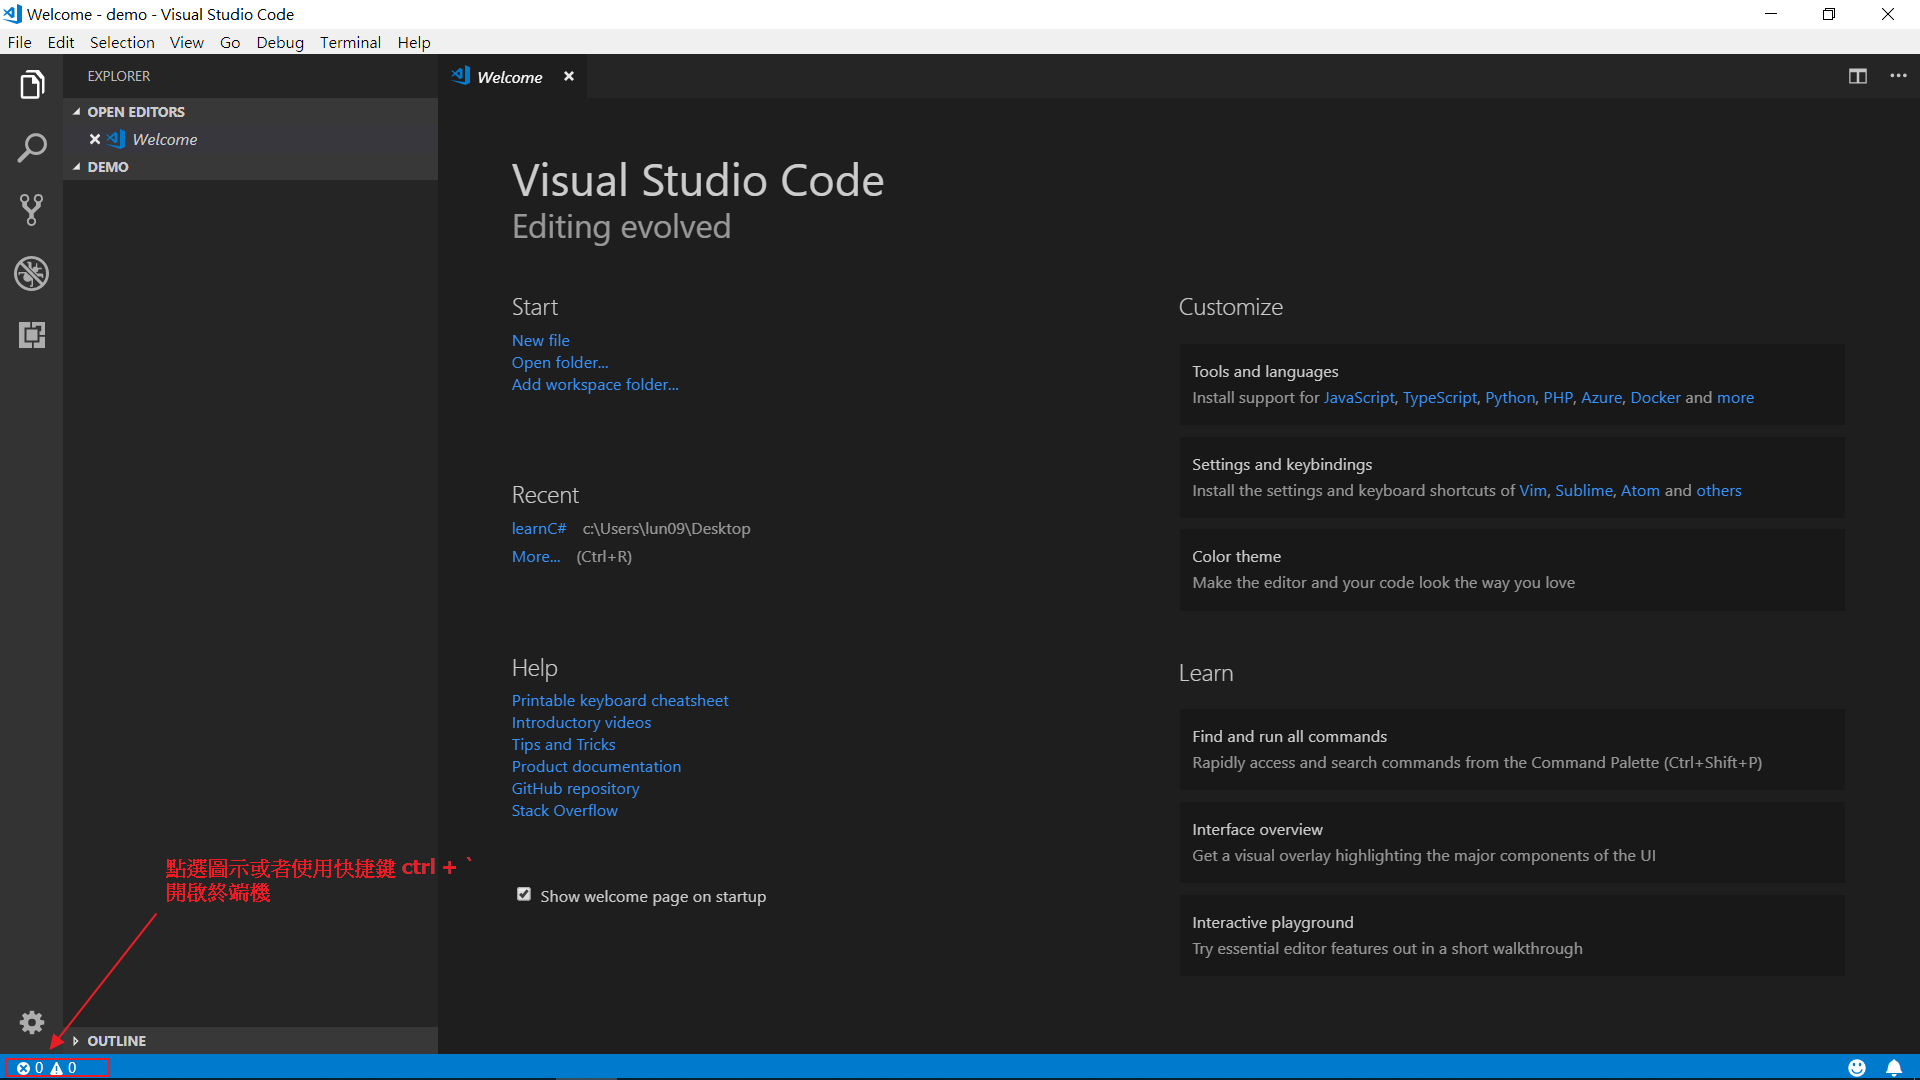 Welcome - demo - Visual Studio Code
File Edit Selection View Go Debug Terminal Help
EXPLORER
OPEN EDITORS
Welcome
DEMO
OUTLINE
Welcome
Visual Studio Code
Editing evolved
Start
New file
Open folder...
Add workspace folder...
Recent
learnC# c:\Users\lun09\Desktop
More... (Ctrl+R)
Help
Printable keyboard cheatsheet
Introductory videos
Tips and Tricks
Product documentation
GitHub repository
Stack Overflow
Show welcome page on startup
Customize
Tools and languages
Install support for JavaScript, TypeScript, Python, PHP, Azure, Docker and more
Settings and keybindings
Install the settings and keyboard shortcuts of Vim, Sublime, Atom and others
Color theme
Make the editor and your code look the way you love
Learn
Find and run all commands
Rapidly access and search commands from the Command Palette (Ctrl+Shift+P)
Interface overview
Get a visual overlay highlighting the major components of the UI
Interactive playground
Try essential editor features out in a short walkthrough
點選圖示或者使用快捷鍵 ctrl + `
開啟終端機
0 0